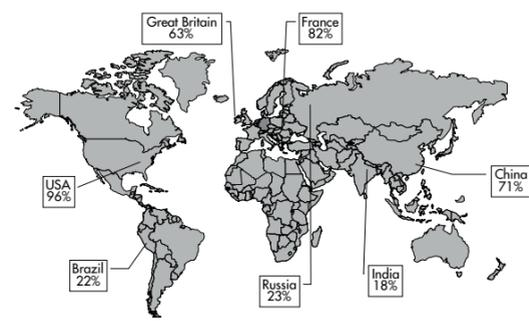 Great Britain
63%
France
82%
USA
96%
China
71%
Brazil
22%
Russia
23%
India
18%